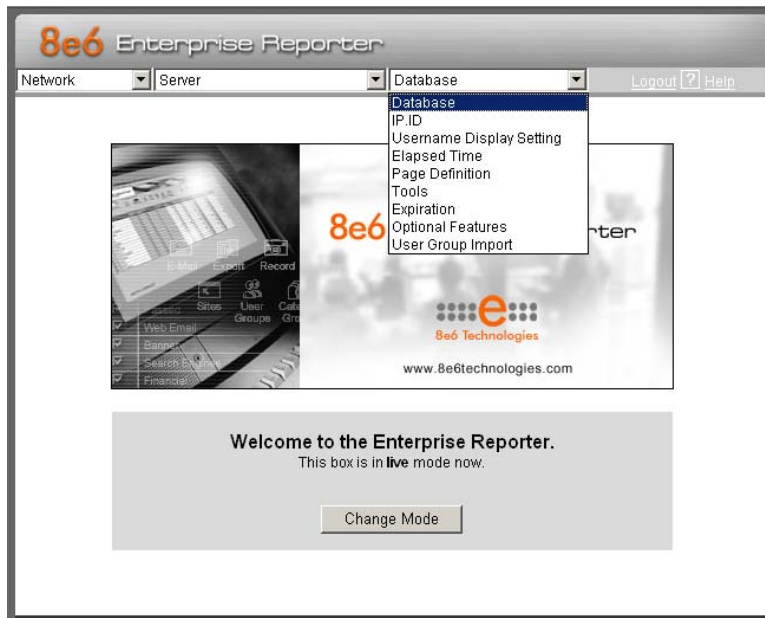 8e6 Enterprise Reporter
Network Server Database Logout ? Help
Database
IP.ID
Username Display Setting
Elapsed Time
Page Definition
Tools
Expiration
Optional Features
User Group Import
8e6 rter
E-Mail Export Record
Sites User Groups
Web Email
Banner
Search Engines
Financial
e
8e6 Technologies
www.8e6technologies.com
Welcome to the Enterprise Reporter.
This box is in live mode now.
Change Mode